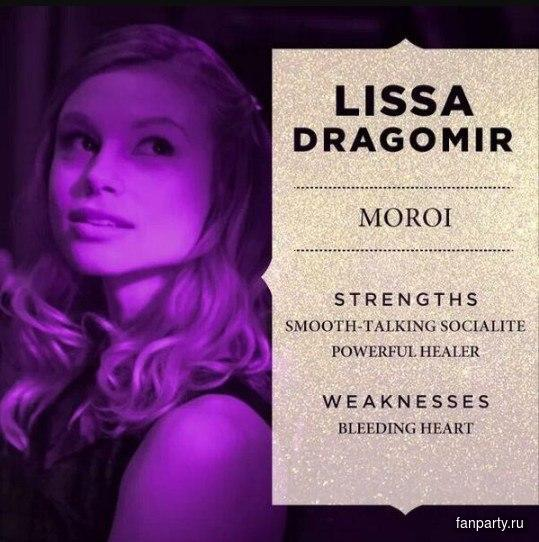 LISSA
DRAGOMIR
MOROI
STRENGTHS
SMOOTH-TALKING SOCIALITE
POWERFUL HEALER
WEAKNESSES
BLEEDING HEART
fanparty.ru